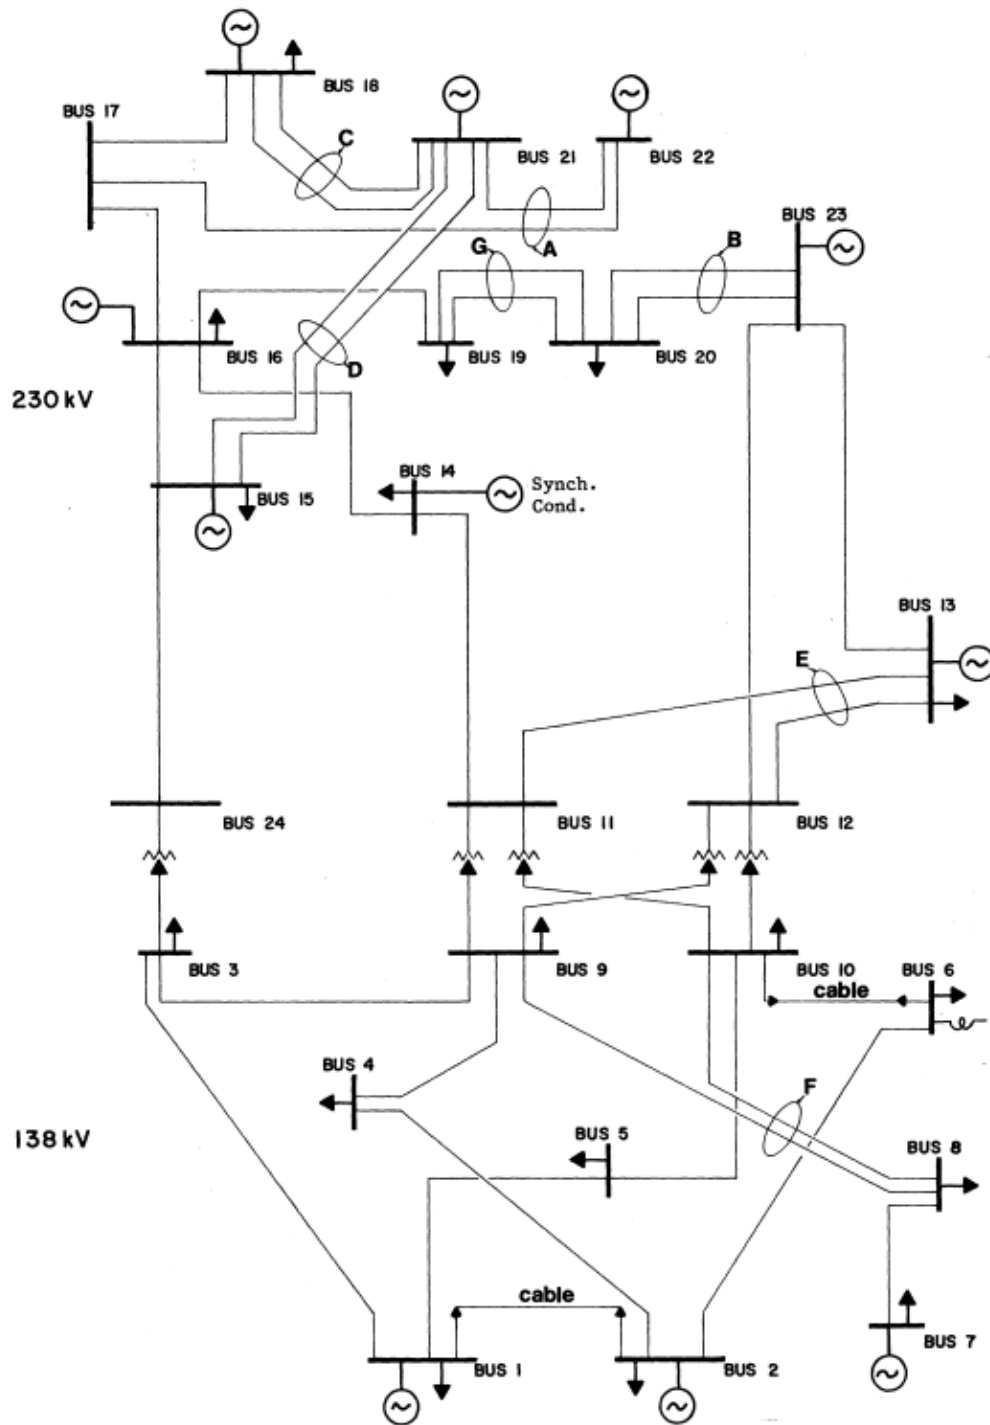 BUS 18
BUS 17
C
BUS 21
BUS 22
A
BUS 23
G
B
BUS 16
D
BUS 19
BUS 20
230 kV
BUS 15
BUS 14
Synch.
Cond.
BUS 13
E
BUS 24
BUS 11
BUS 12
BUS 3
BUS 9
BUS 10
BUS 6
cable
BUS 4
F
138 kV
BUS 5
BUS 8
cable
BUS 7
BUS 1
BUS 2